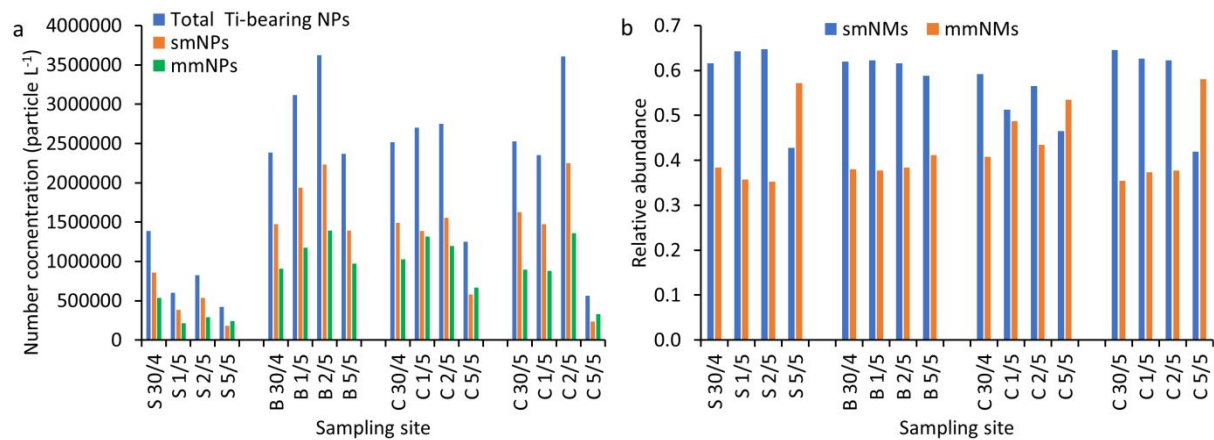 a
Total Ti-bearing NPs
smNPs
mmNPs
Number cocnentration (particle L-1)
4000000
3500000
3000000
2500000
2000000
1500000
1000000
500000
0
S 30/4
S 1/5
S 2/5
S 5/5
B 30/4
B 1/5
B 2/5
B 5/5
C 30/4
C 1/5
C 2/5
C 5/5
C 30/5
C 1/5
C 2/5
C 5/5
Sampling site
b
smNMs
mmNMs
Relative abundance
0.7
0.6
0.5
0.4
0.3
0.2
0.1
0.0
S 30/4
S 1/5
S 2/5
S 5/5
B 30/4
B 1/5
B 2/5
B 5/5
C 30/4
C 1/5
C 2/5
C 5/5
C 30/5
C 1/5
C 2/5
C 5/5
Sampling site